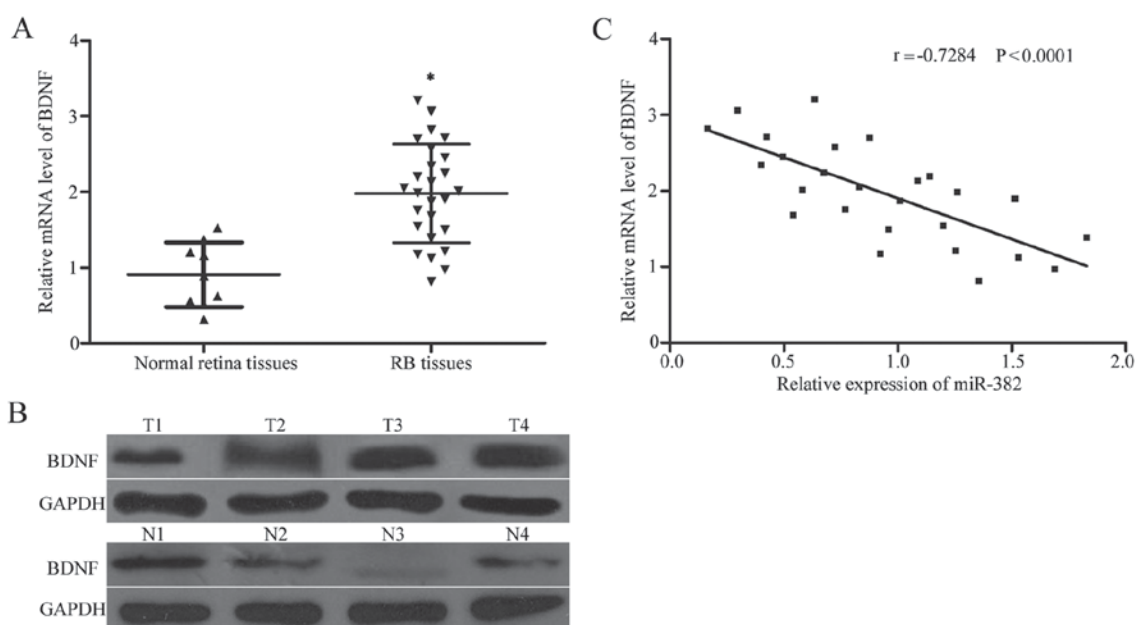 A
Relative mRNA level of BDNF
4
3
2
1
0
*
Normal retina tissues
RB tissues
C
Relative mRNA level of BDNF
4
3
2
1
0
r=-0.7284 P<0.0001
0.0 0.5 1.0 1.5 2.0
Relative expression of miR-382
B
T1 T2 T3 T4
BDNF
GAPDH
N1 N2 N3 N4
BDNF
GAPDH